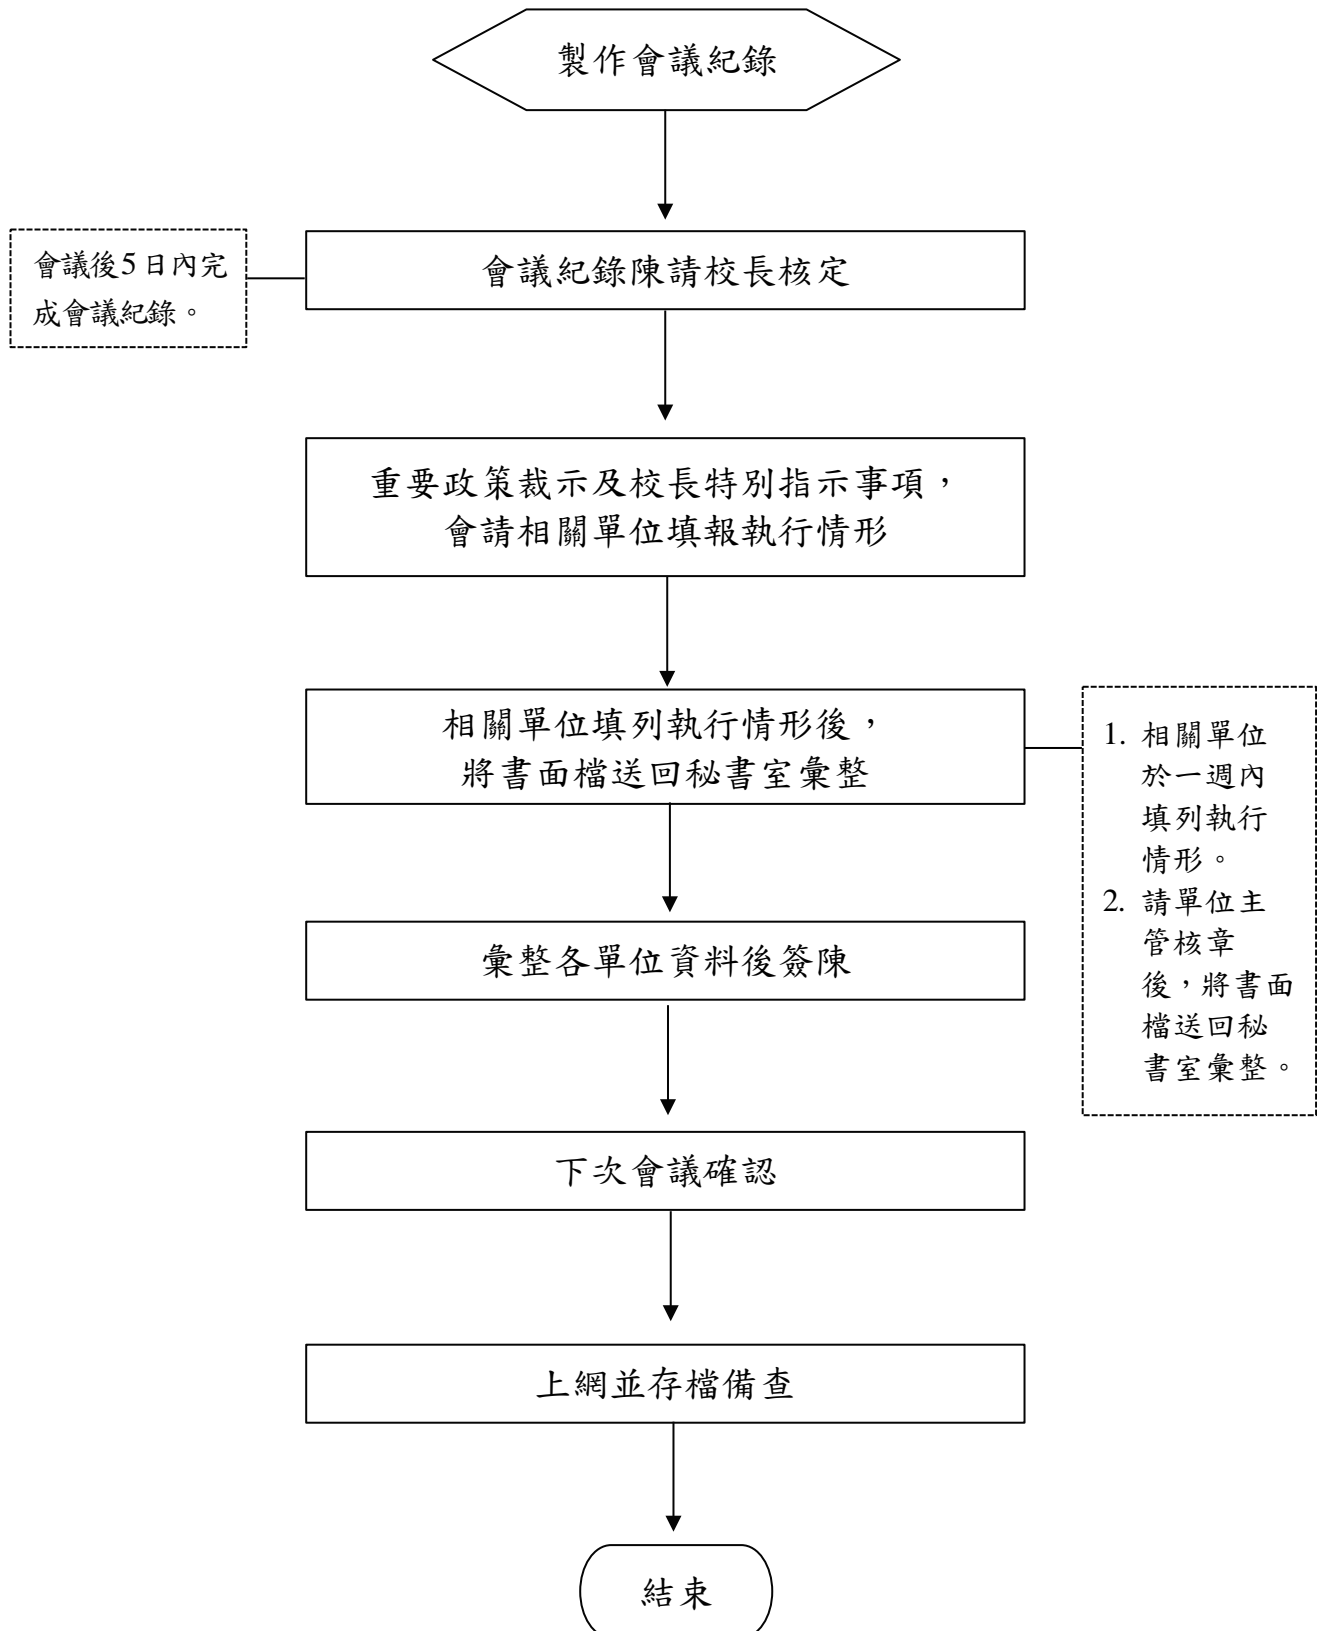 製作會議紀錄
會議後5日內完
成會議紀錄。
會議紀錄陳請校長核定
重要政策裁示及校長特別指示事項，
會請相關單位填報執行情形
相關單位填列執行情形後，
將書面檔送回秘書室彙整
1. 相關單位
於一週內
填列執行
情形。
2. 請單位主
管核章
後，將書面
檔送回秘
書室彙整。
彙整各單位資料後簽陳
下次會議確認
上網並存檔備查
結束